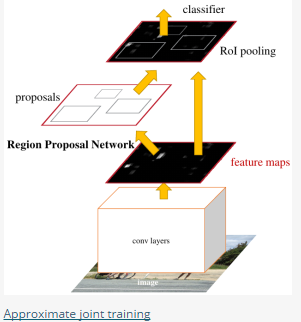 classifier
RoI pooling
proposals
Region Proposal Network
feature maps
conv layers
image
Approximate joint training